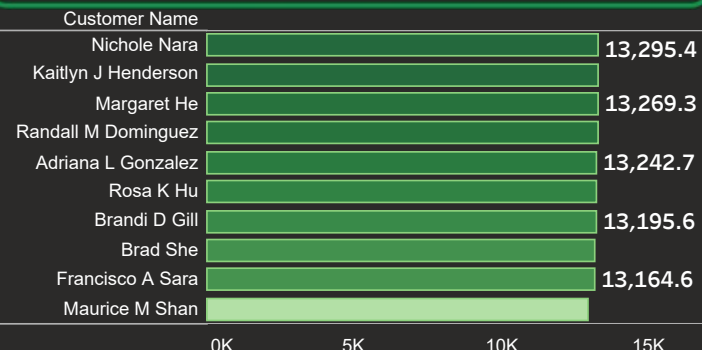 Customer Name
Nichole Nara 13,295.4
Kaitlyn J Henderson
Margaret He 13,269.3
Randall M Dominguez
Adriana L Gonzalez 13,242.7
Rosa K Hu
Brandi D Gill 13,195.6
Brad She
Francisco A Sara 13,164.6
Maurice M Shan
0K 5K 10K 15K